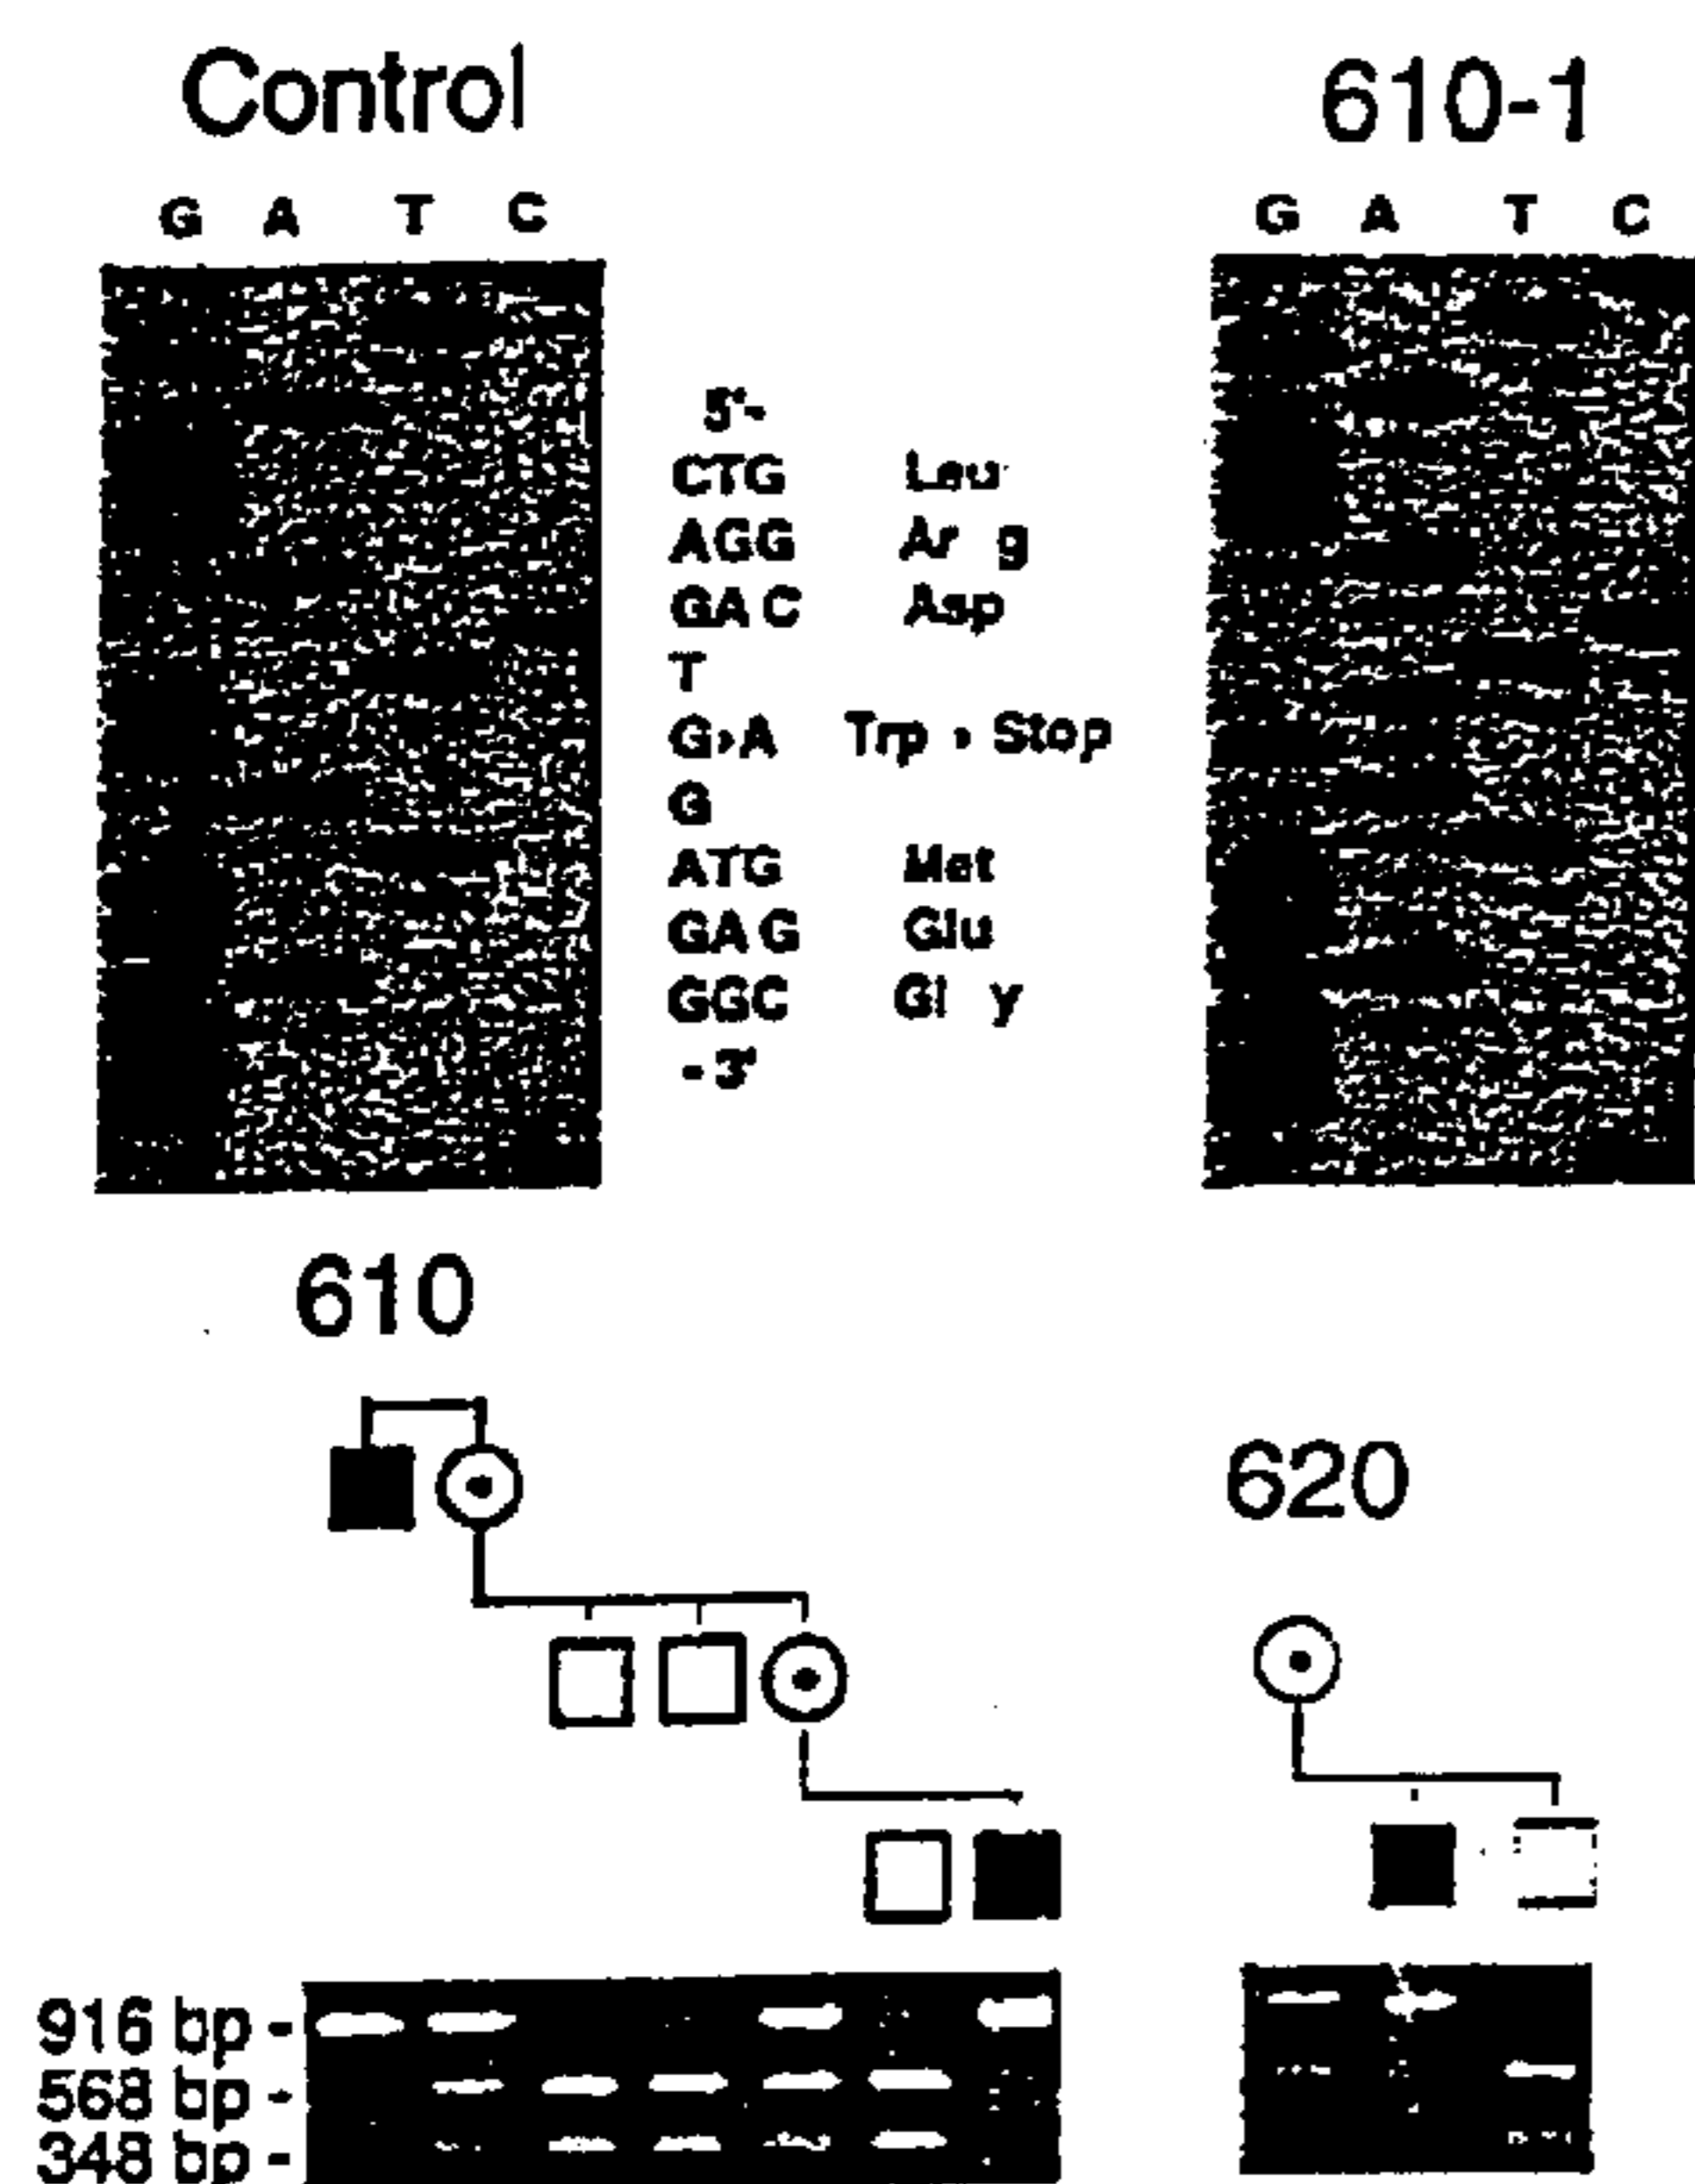 Control 610-1
G A T C G A T C
5'-
CTG Leu
AGG Arg
GAC Asp
T
G›A Trp › Stop
G
ATG Met
GAG Glu
GGC Gly
-3'
610
620
916 bp -
568 bp -
348 bp -